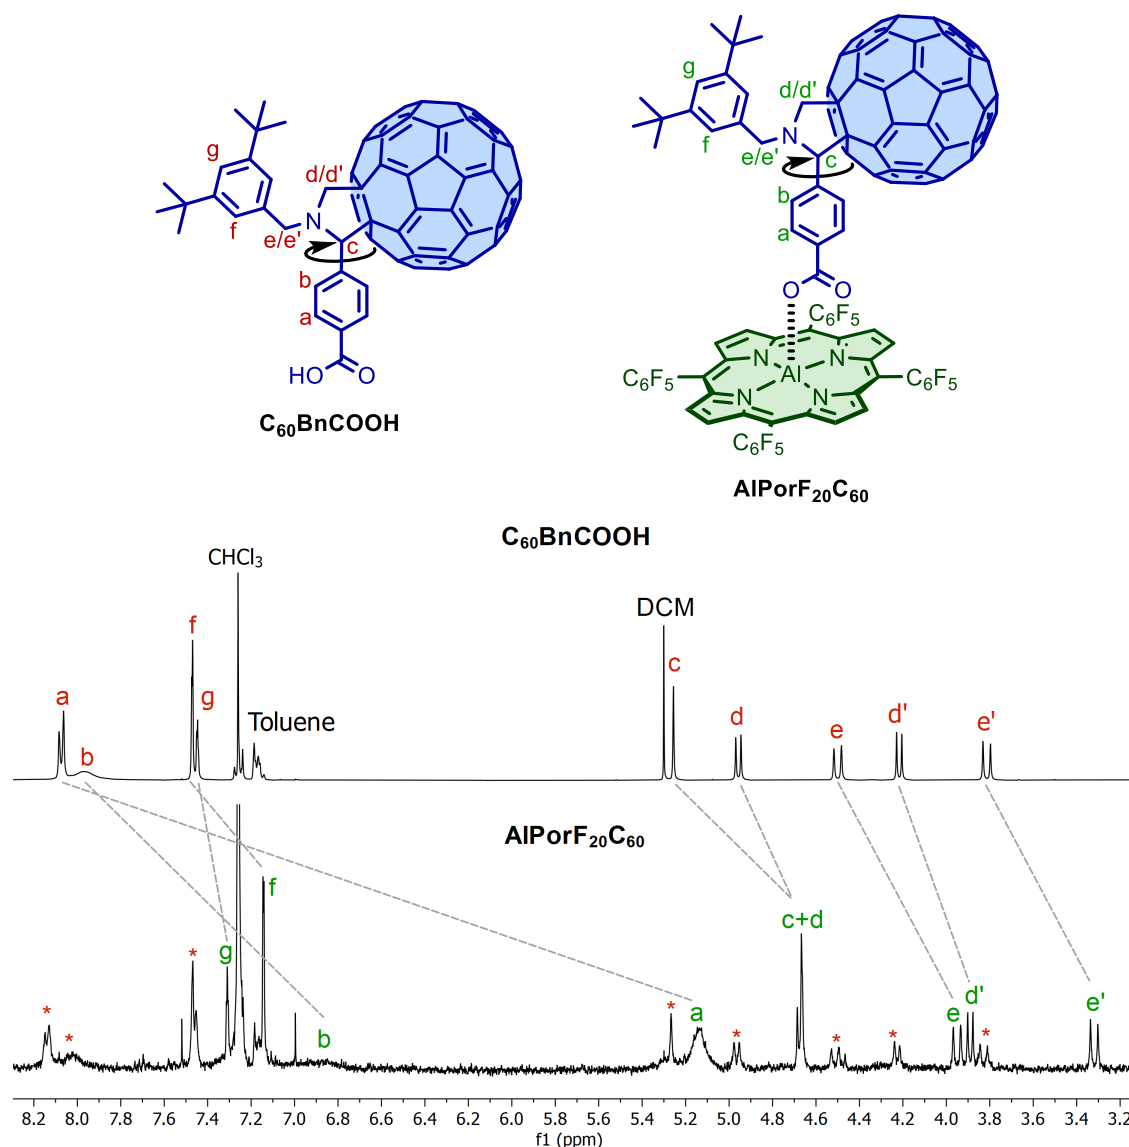 g
f
e/e'
d/d'
N
c
b
a
HO
O
C₆₀BnCOOH
g
f
e/e'
d/d'
N
c
b
a
O
O
C₆F₅
C₆F₅
N
N
Al
N
N
C₆F₅
C₆F₅
AlPorF₂₀C₆₀
C₆₀BnCOOH
CHCl₃
DCM
f
c
a
g
Toluene
d
e
d'
e'
b
AlPorF₂₀C₆₀
f
c+d
g
*
*
*
b
*
a
*
*
*
e
d'
*
e'
8.2 8.0 7.8 7.6 7.4 7.2 7.0 6.8 6.6 6.4 6.2 6.0 5.8 5.6 5.4 5.2 5.0 4.8 4.6 4.4 4.2 4.0 3.8 3.6 3.4 3.2
f1 (ppm)